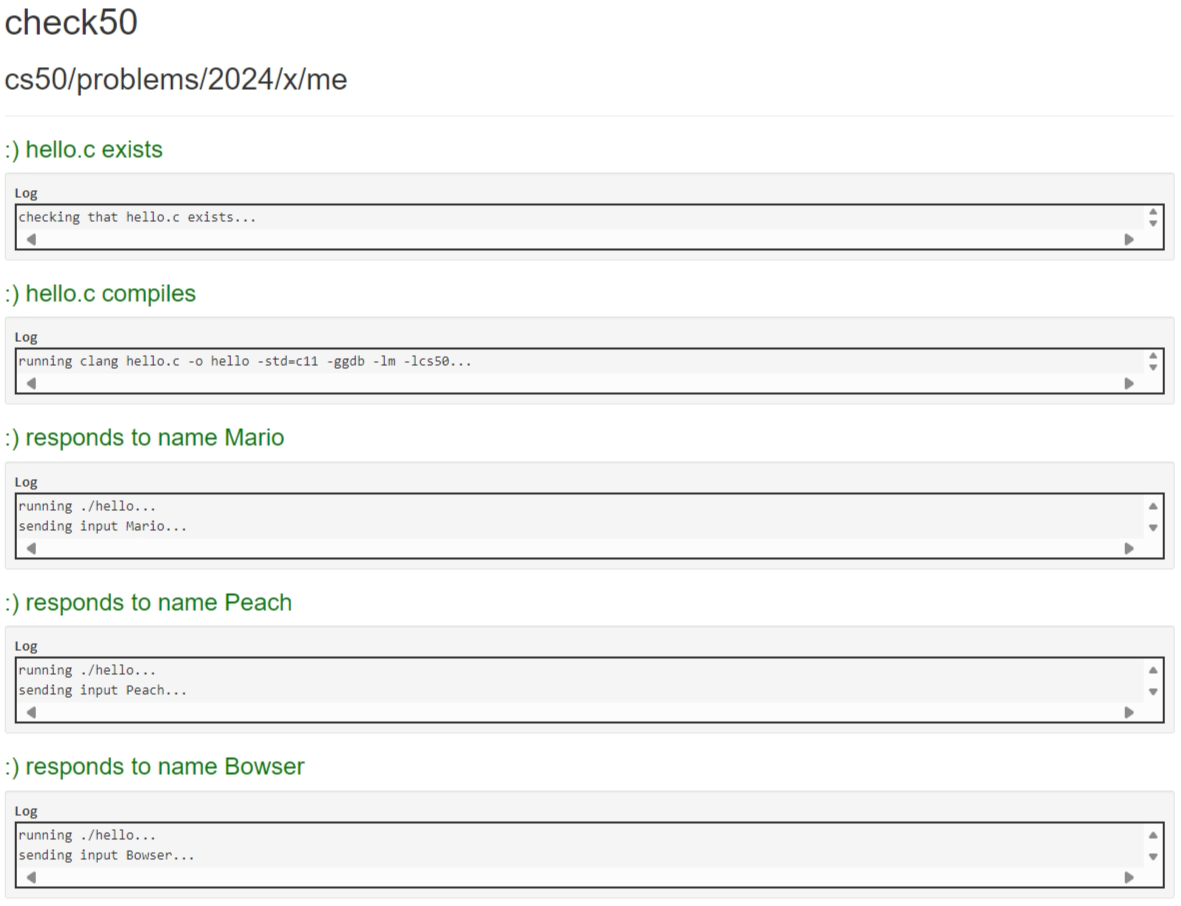 check50
cs50/problems/2024/x/me
:) hello.c exists
Log
checking that hello.c exists...
:) hello.c compiles
Log
running clang hello.c -o hello -std=c11 -ggdb -lm -lcs50...
:) responds to name Mario
Log
running ./hello...
sending input Mario...
:) responds to name Peach
Log
running ./hello...
sending input Peach...
:) responds to name Bowser
Log
running ./hello...
sending input Bowser...